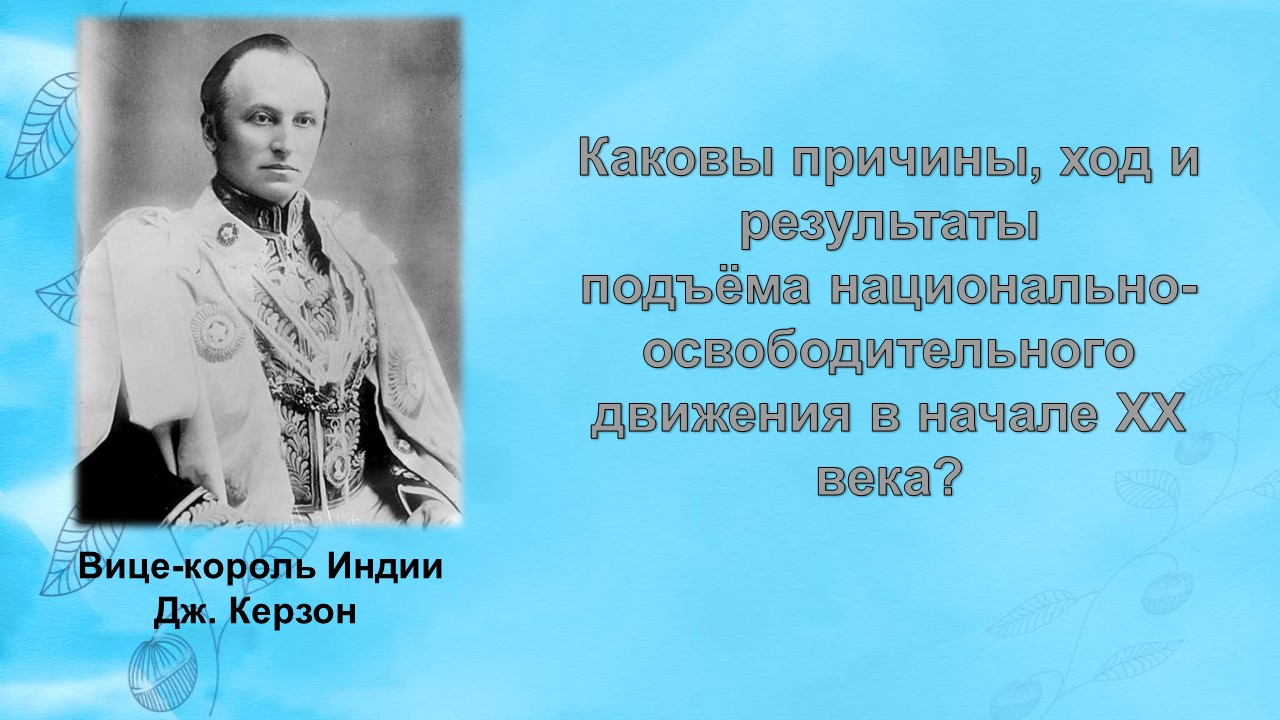 Каковы причины, ход и
результаты
подъёма национально-
освободительного
движения в начале XX
века?
Вице-король Индии
Дж. Керзон